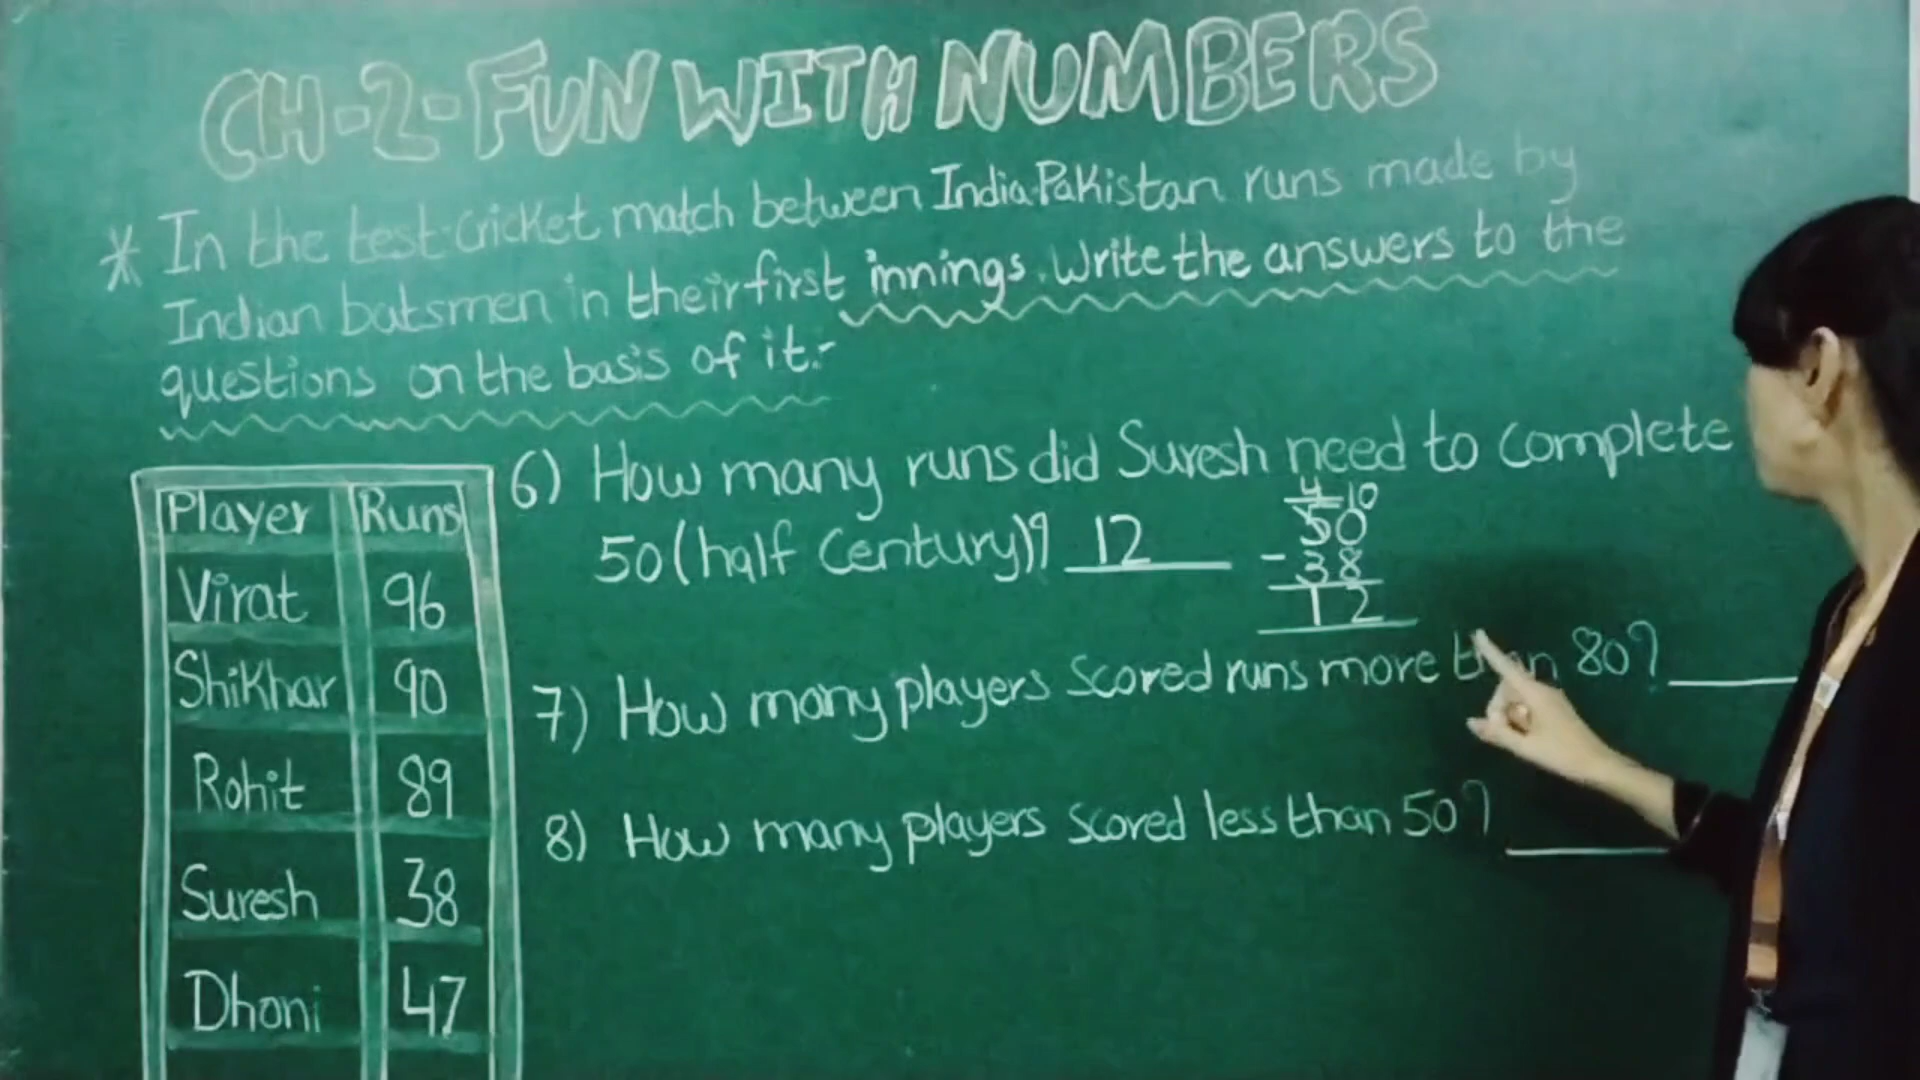 CH-2-FUN WITH NUMBERS
* In the test-cricket match between India-Pakistan runs made by
Indian batsmen in their first innings. Write the answers to the
questions on the basis of it:-
Player Runs
Virat 96
Shikhar 90
Rohit 89
Suresh 38
Dhoni 47
6) How many runs did Suresh need to complete
50 (half Century)? 12
4 10
50
- 38
12
7) How many players scored runs more than 80?
8) How many players scored less than 50?